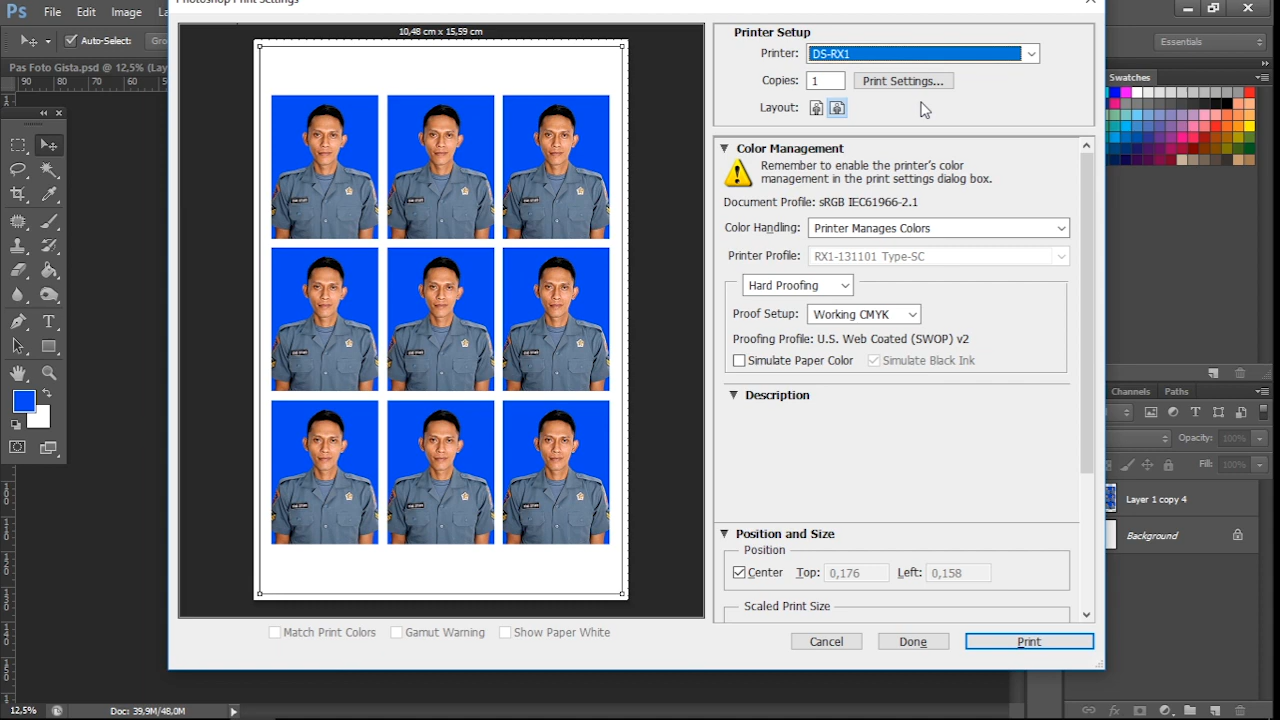 Photoshop Print Settings
Ps File Edit Image La
Auto-Select: Gro
Essentials
Pas Foto Gista.psd @ 12,5% (Lay
90 80 70
10,48 cm x 15,59 cm
Printer Setup
Printer: DS-RX1
Copies: 1 Print Settings...
Layout:
Color Management
Remember to enable the printer's color
management in the print settings dialog box.
Document Profile: sRGB IEC61966-2.1
Color Handling: Printer Manages Colors
Printer Profile: RX1-131101 Type-SC
Hard Proofing
Proof Setup: Working CMYK
Proofing Profile: U.S. Web Coated (SWOP) v2
Simulate Paper Color Simulate Black Ink
Description
Position and Size
Position
Center Top: 0,176 Left: 0,158
Scaled Print Size
Match Print Colors Gamut Warning Show Paper White
Cancel Done Print
Swatches
Channels Paths
Opacity: 100%
Fill: 100%
Layer 1 copy 4
Background
12,5% Doc: 39,9M/48,0M